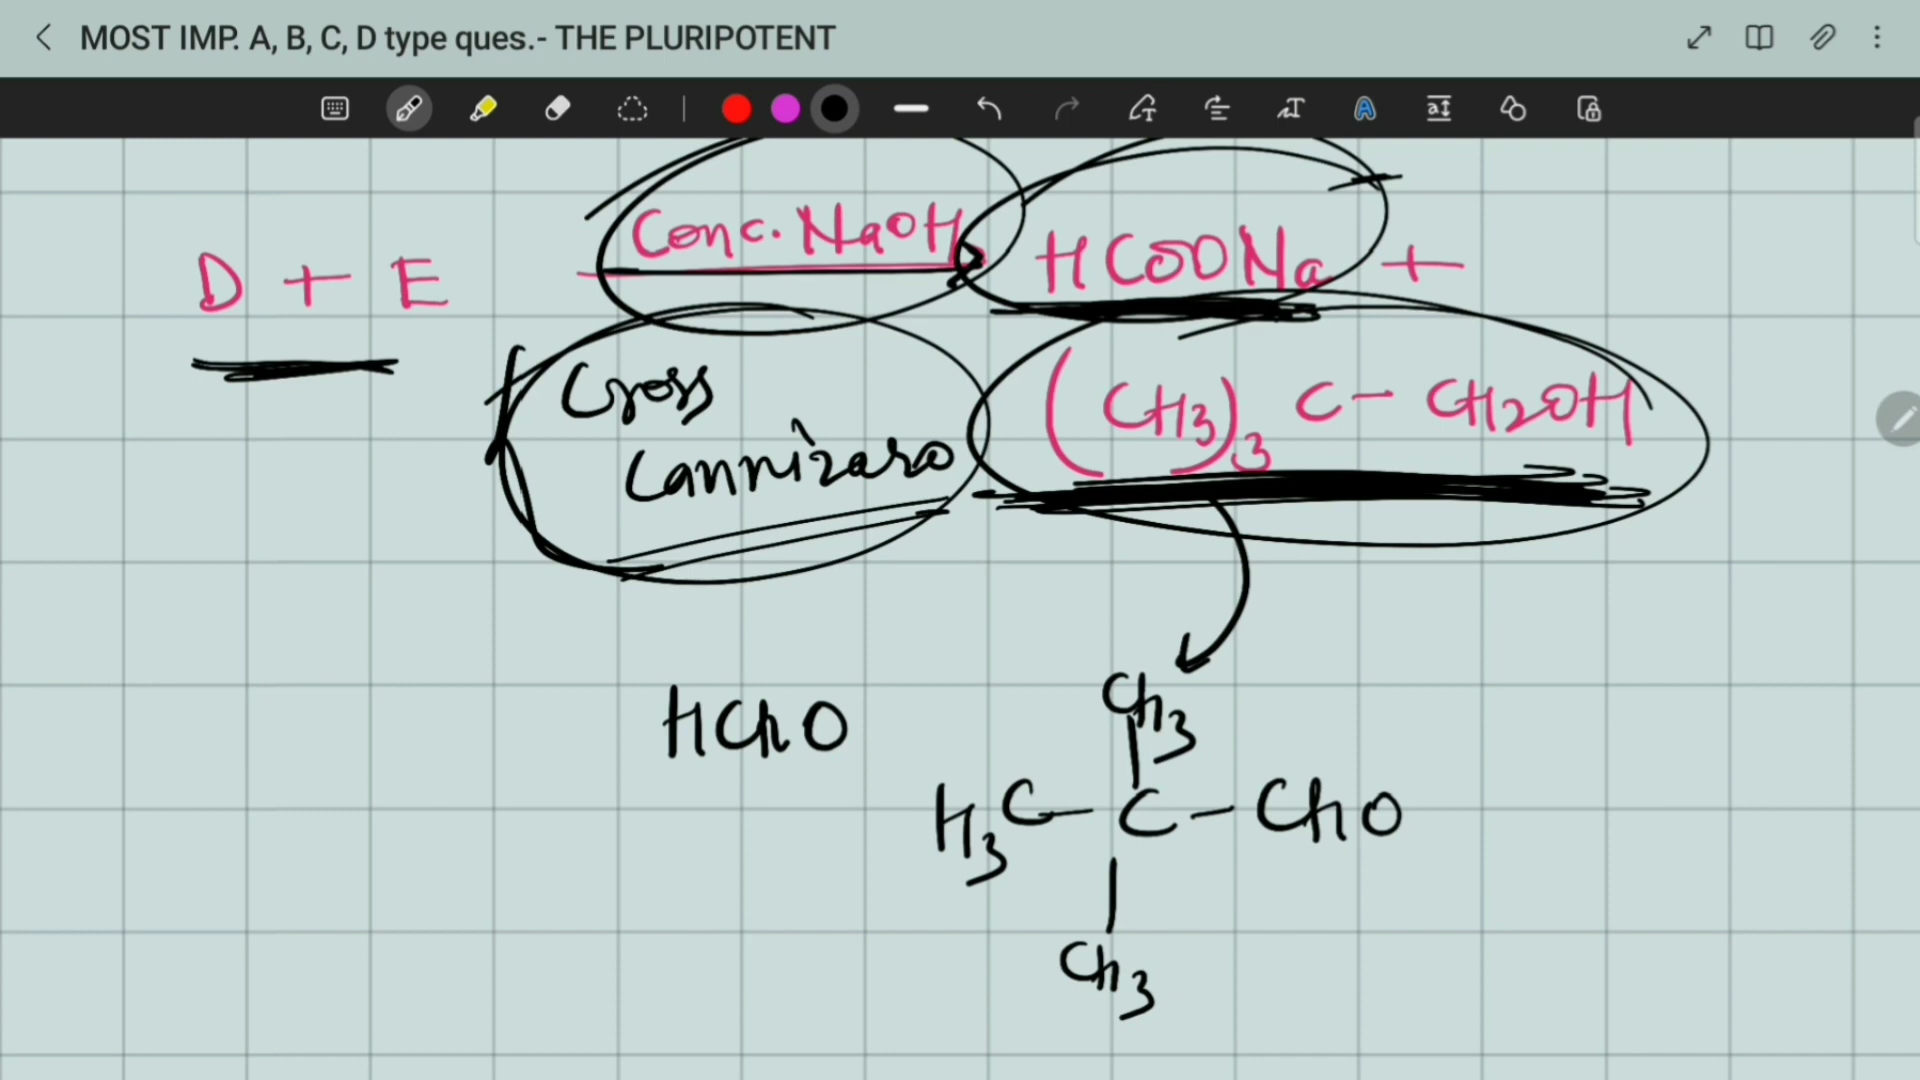 MOST IMP. A, B, C, D type ques.- THE PLURIPOTENT
D + E Conc. NaOH HCOONa +
Cross (CH3)3 C - CH2OH
Cannizaro
HCHO
CH3
H3C - C - CHO
CH3